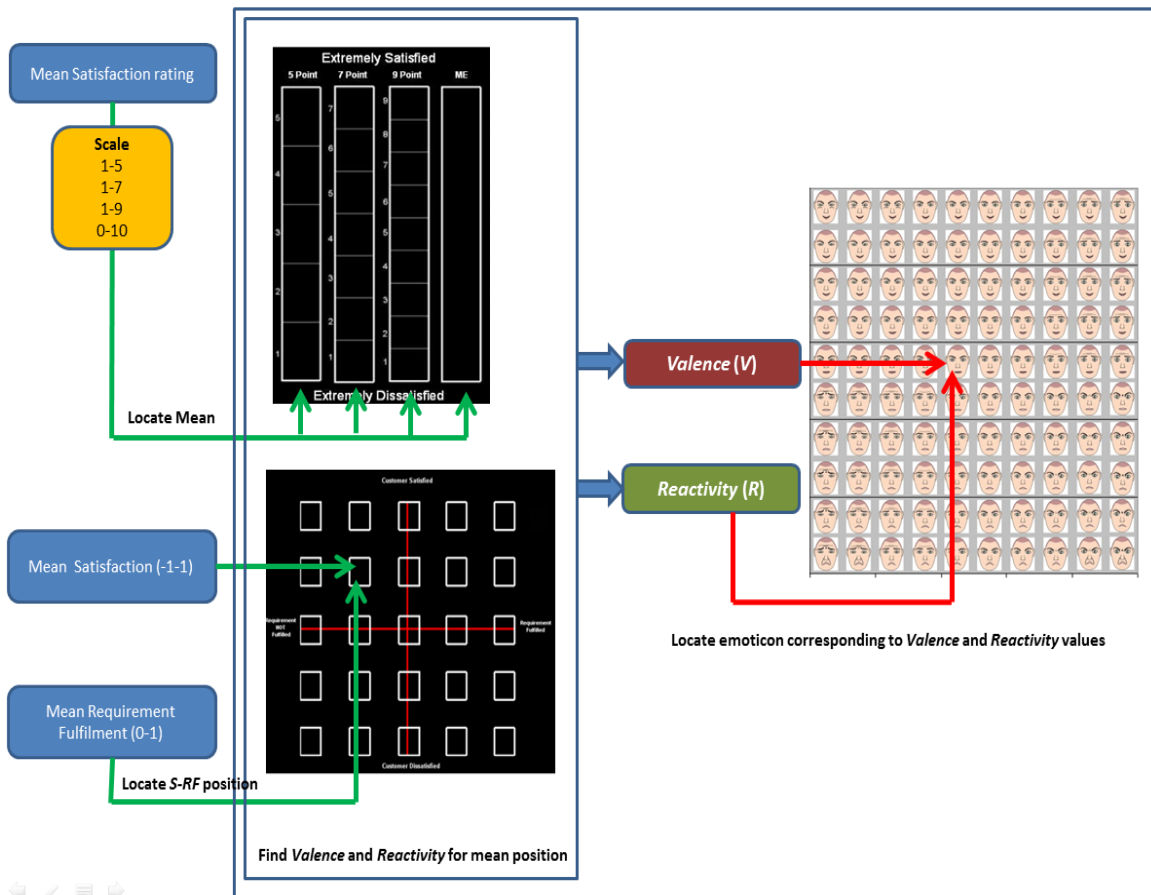 Mean Satisfaction rating
Scale
1-5
1-7
1-9
0-10
Extremely Satisfied
5 Point 7 Point 9 Point ME
5
4
3
2
1
7
6
5
4
3
2
1
9
8
7
6
5
4
3
2
1
Extremely Dissatisfied
Locate Mean
Mean Satisfaction (-1-1)
Mean Requirement
Fulfilment (0-1)
Locate S-RF position
Customer Satisfied
Requirement
NOT
Fulfilled
Requirement
Fulfilled
Customer Dissatisfied
Find Valence and Reactivity for mean position
Valence (V)
Reactivity (R)
Locate emoticon corresponding to Valence and Reactivity values